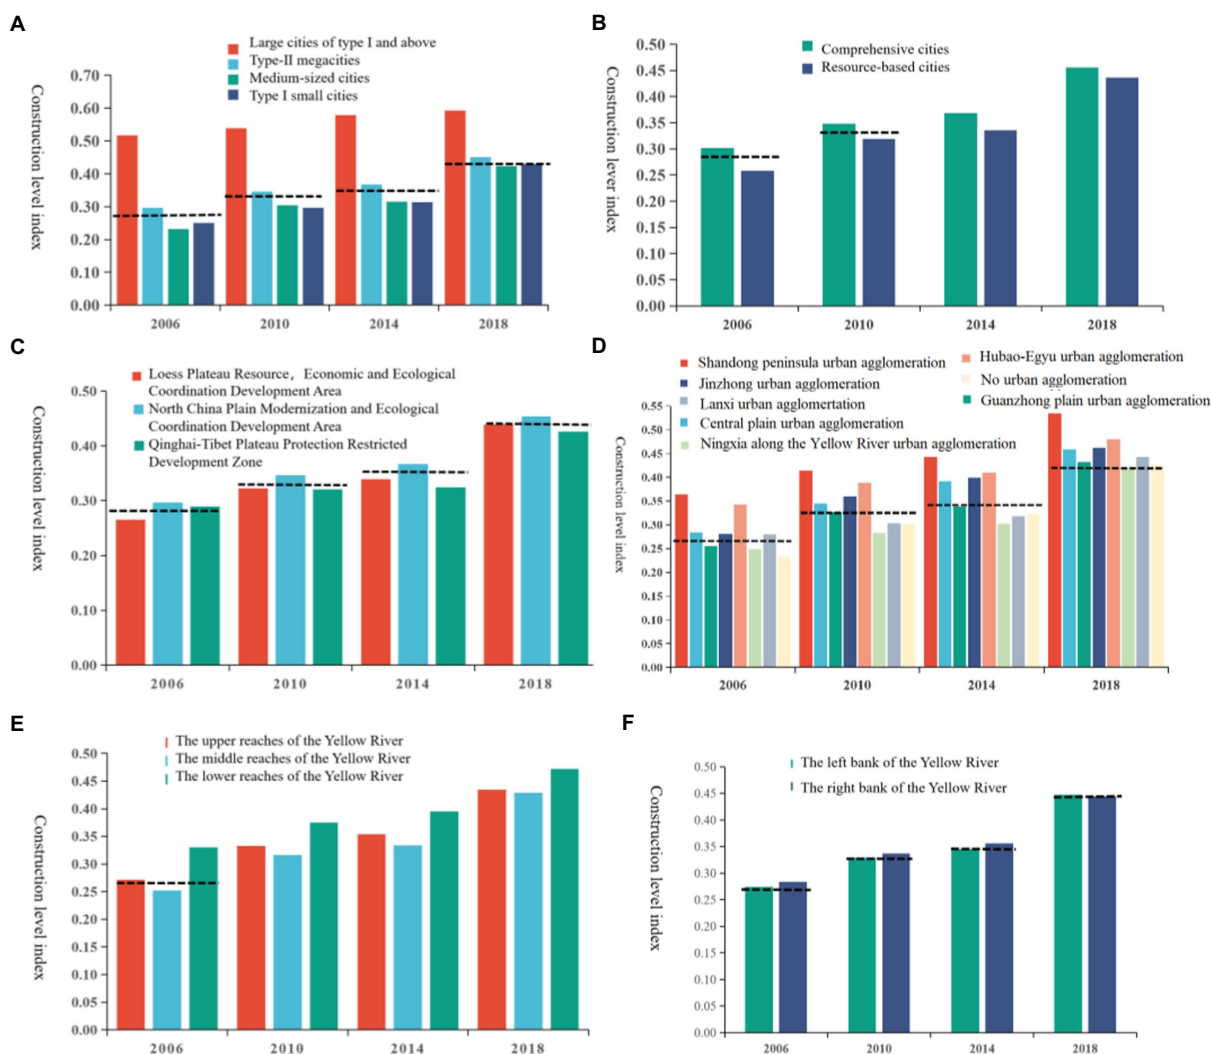 A
Large cities of type I and above
Type-II megacities
Medium-sized cities
Type I small cities
Construction level index
0.70
0.60
0.50
0.40
0.30
0.20
0.10
0.00
2006 2010 2014 2018
B
Comprehensive cities
Resource-based cities
Construction lever index
0.50
0.45
0.40
0.35
0.30
0.25
0.20
0.15
0.10
0.05
0.00
2006 2010 2014 2018
C
Loess Plateau Resource, Economic and Ecological
Coordination Development Area
North China Plain Modernization and Ecological
Coordination Development Area
Qinghai-Tibet Plateau Protection Restricted
Development Zone
Construction level index
0.50
0.40
0.30
0.20
0.10
0.00
2006 2010 2014 2018
D
Shandong peninsula urban agglomeration
Jinzhong urban agglomeration
Lanxi urban agglomertation
Central plain urban agglomeration
Ningxia along the Yellow River urban agglomeration
Hubao-Egyu urban agglomeration
No urban agglomeration
Guanzhong plain urban agglomeration
Construction level index
0.55
0.50
0.45
0.40
0.35
0.30
0.25
0.20
0.15
0.10
0.05
0.00
2006 2010 2014 2018
E
The upper reaches of the Yellow River
The middle reaches of the Yellow River
The lower reaches of the Yellow River
Construction level index
0.50
0.45
0.40
0.35
0.30
0.25
0.20
0.15
0.10
0.05
0.00
2006 2010 2014 2018
F
The left bank of the Yellow River
The right bank of the Yellow River
Construction level index
0.50
0.45
0.40
0.35
0.30
0.25
0.20
0.15
0.10
0.05
0.00
2006 2010 2014 2018